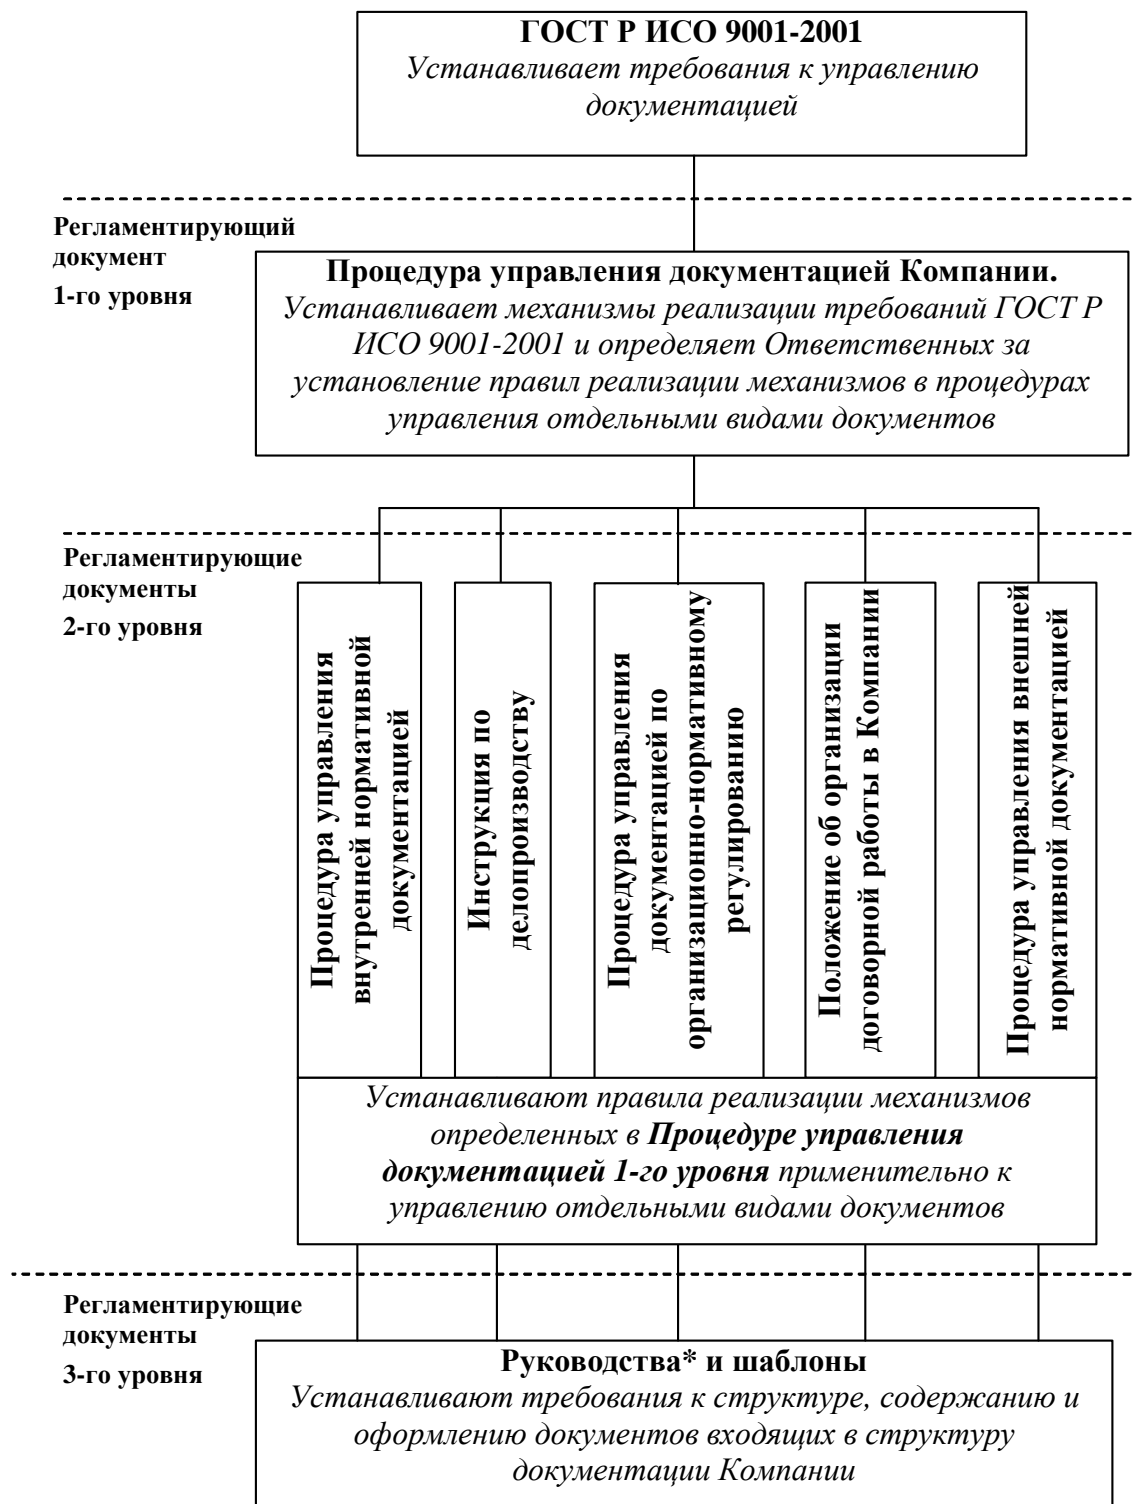 ГОСТ Р ИСО 9001-2001
Устанавливает требования к управлению
документацией
Регламентирующий
документ
1-го уровня
Процедура управления документацией Компании.
Устанавливает механизмы реализации требований ГОСТ Р
ИСО 9001-2001 и определяет Ответственных за
установление правил реализации механизмов в процедурах
управления отдельными видами документов
Регламентирующие
документы
2-го уровня
Процедура управления
внутренней нормативной
документацией
Инструкция по
делопроизводству
Процедура управления
документацией по
организационно-нормативному
регулированию
Положение об организации
договорной работы в Компании
Процедура управления внешней
нормативной документацией
Устанавливают правила реализации механизмов
определенных в Процедуре управления
документацией 1-го уровня применительно к
управлению отдельными видами документов
Регламентирующие
документы
3-го уровня
Руководства* и шаблоны
Устанавливают требования к структуре, содержанию и
оформлению документов входящих в структуру
документации Компании